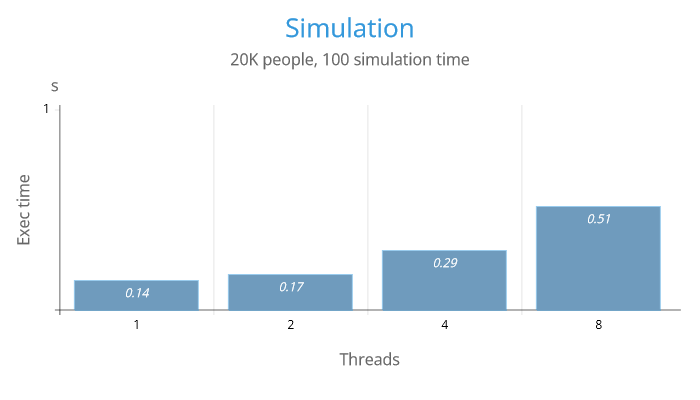 Simulation
20K people, 100 simulation time
s
1
Exec time
0.14
0.17
0.29
0.51
1
2
4
8
Threads